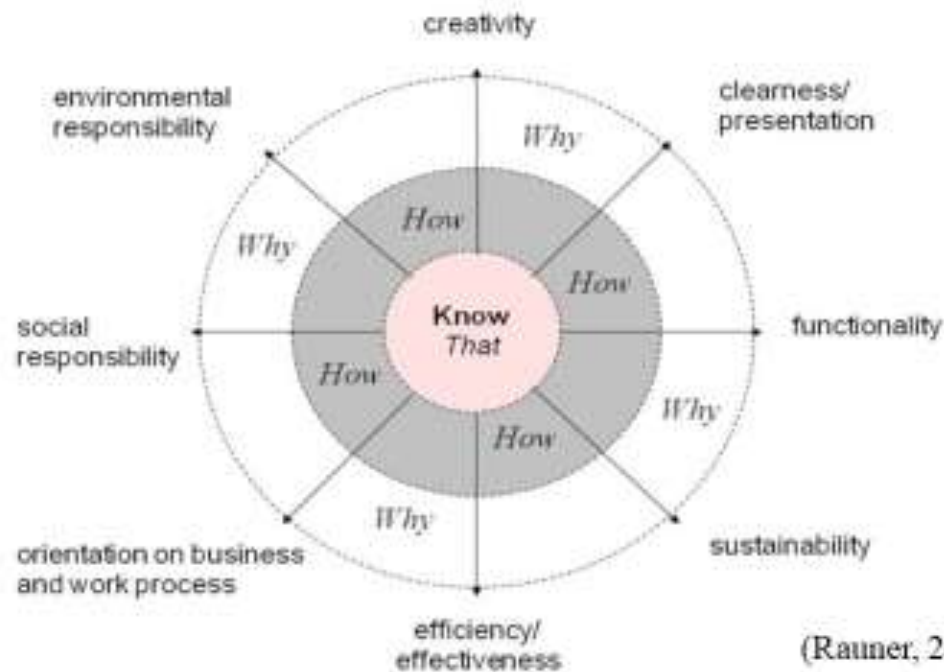 creativity
environmental
responsibility
clearness/
presentation
Why
How
Why
How
Know
That
social
responsibility
functionality
How
Why
How
Why
orientation on business
and work process
sustainability
efficiency/
effectiveness
(Rauner, 2